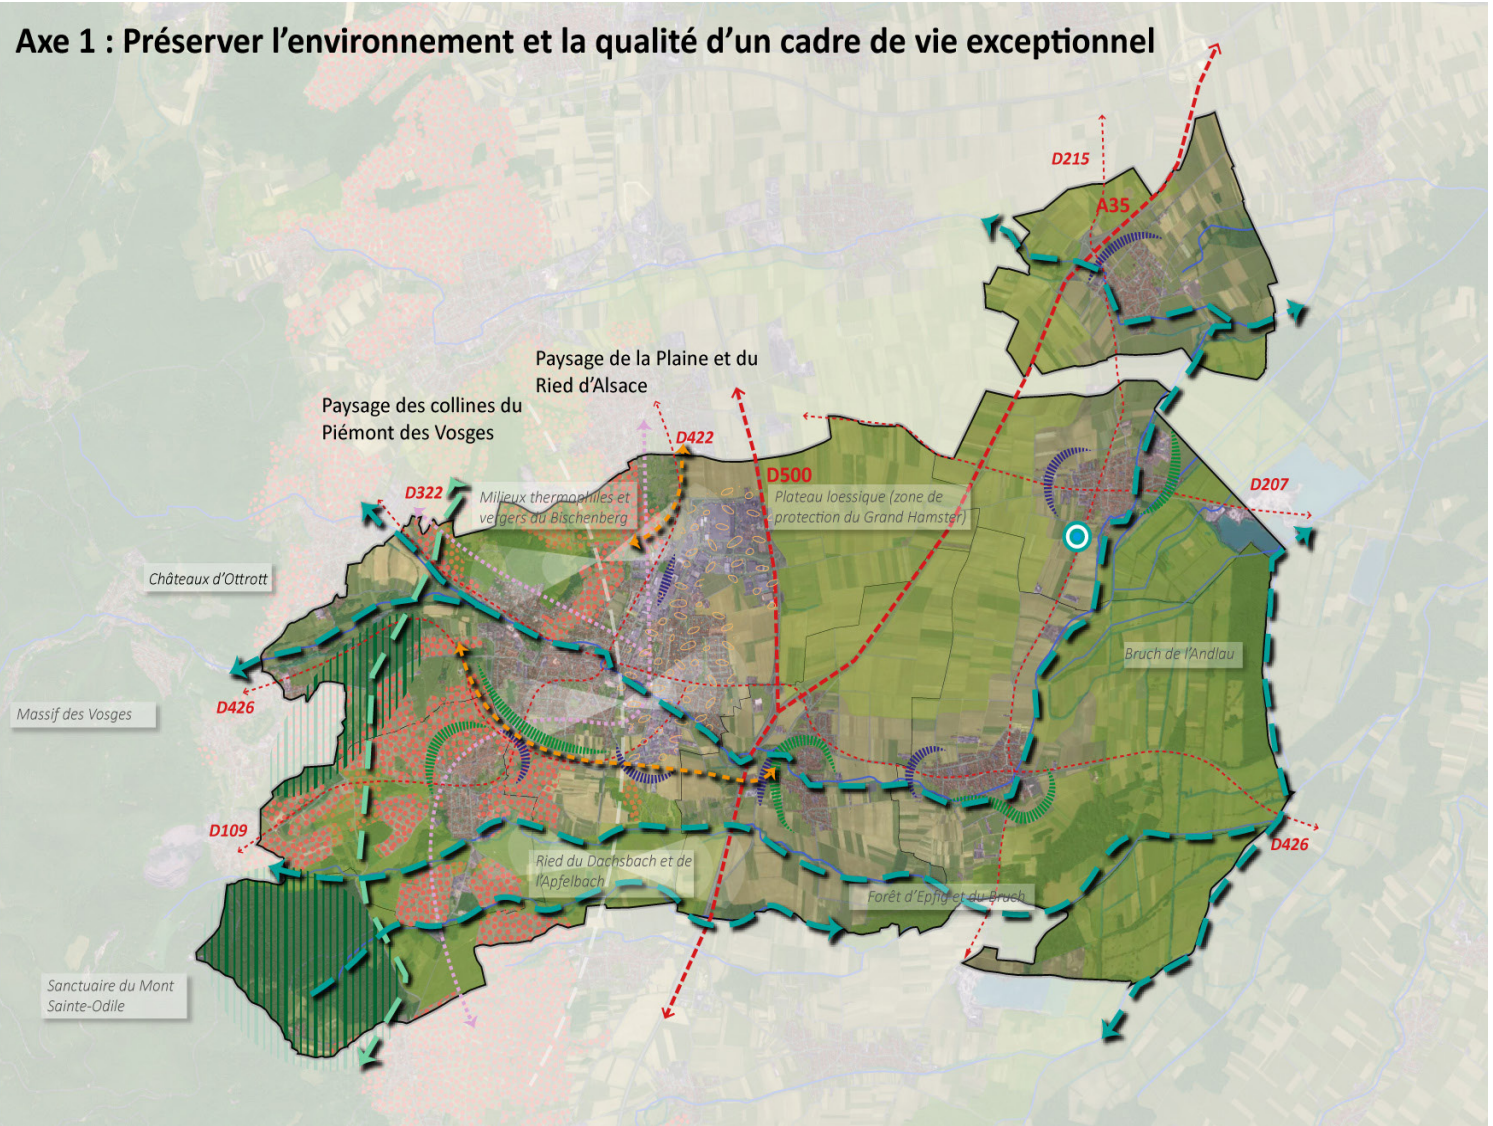 Axe 1 : Préserver l'environnement et la qualité d'un cadre de vie exceptionnel
D215
A35
Paysage de la Plaine et du
Ried d'Alsace
Paysage des collines du
Piémont des Vosges
D422
D500
D322
Milieux thermophiles et
vergers du Bischenberg
Plateau loessique (zone de
protection du Grand Hamster)
D207
Châteaux d'Ottrott
Bruch de l'Andlau
D426
Massif des Vosges
D109
D426
Ried du Dachsbach et de
l'Apfelbach
Forêt d'Epfig et du Bruch
Sanctuaire du Mont
Sainte-Odile